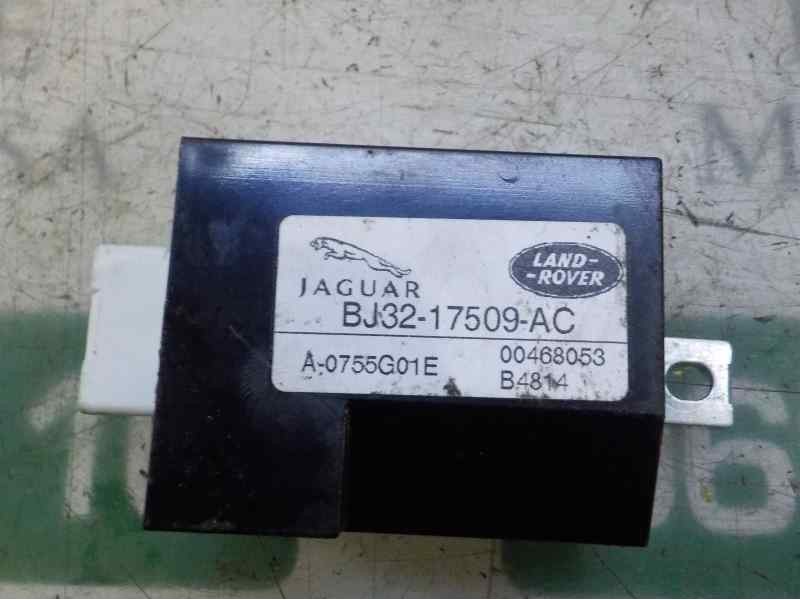 JAGUAR
LAND-
-ROVER
BJ32-17509-AC
A-0755G01E
00468053
B4814